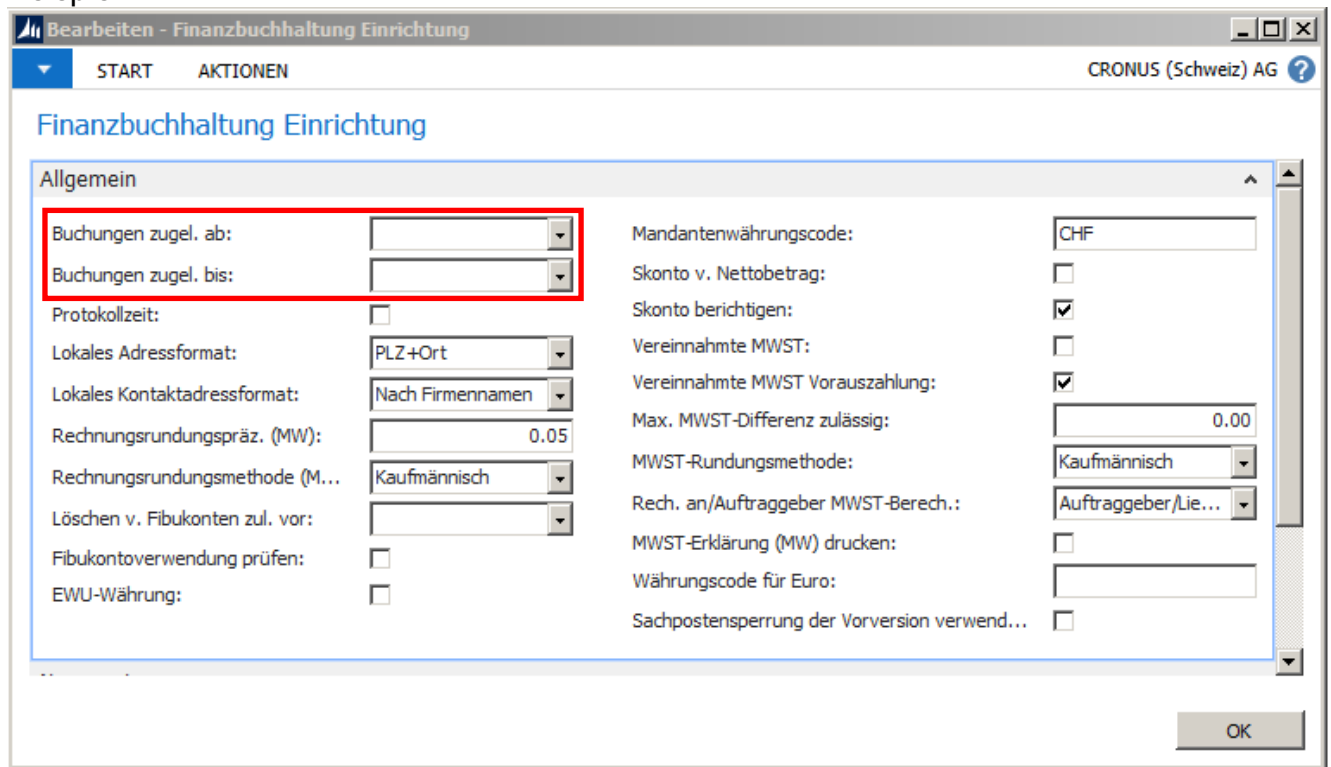 Bearbeiten - Finanzbuchhaltung Einrichtung
START AKTIONEN CRONUS (Schweiz) AG ?
Finanzbuchhaltung Einrichtung
Allgemein
Buchungen zugel. ab:
Buchungen zugel. bis:
Protokollzeit:
Lokales Adressformat: PLZ+Ort
Lokales Kontaktadressformat: Nach Firmennamen
Rechnungsrundungspräz. (MW): 0.05
Rechnungsrundungsmethode (M... Kaufmännisch
Löschen v. Fibukonten zul. vor:
Fibukontoverwendung prüfen:
EWU-Währung:
Mandantenwährungscode: CHF
Skonto v. Nettobetrag:
Skonto berichtigen:
Vereinnahmte MWST:
Vereinnahmte MWST Vorauszahlung:
Max. MWST-Differenz zulässig: 0.00
MWST-Rundungsmethode: Kaufmännisch
Rech. an/Auftraggeber MWST-Berech.: Auftraggeber/Lie...
MWST-Erklärung (MW) drucken:
Währungscode für Euro:
Sachpostensperrung der Vorversion verwend...
OK